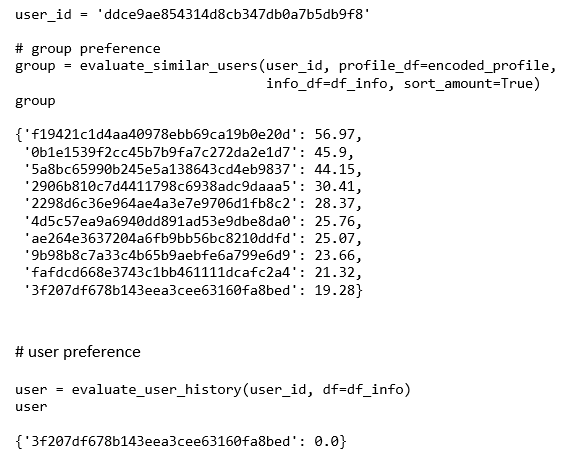 user_id = 'ddce9ae854314d8cb347db0a7b5db9f8'
# group preference
group = evaluate_similar_users(user_id, profile_df=encoded_profile,
info_df=df_info, sort_amount=True)
group
{'f19421c1d4aa40978ebb69ca19b0e20d': 56.97,
'0b1e1539f2cc45b7b9fa7c272da2e1d7': 45.9,
'5a8bc65990b245e5a138643cd4eb9837': 44.15,
'2906b810c7d4411798c6938adc9daaa5': 30.41,
'2298d6c36e964ae4a3e7e9706d1fb8c2': 28.37,
'4d5c57ea9a6940dd891ad53e9dbe8da0': 25.76,
'ae264e3637204a6fb9bb56bc8210ddfd': 25.07,
'9b98b8c7a33c4b65b9aebfe6a799e6d9': 23.66,
'fafdcd668e3743c1bb461111dcafc2a4': 21.32,
'3f207df678b143eea3cee63160fa8bed': 19.28}
# user preference
user = evaluate_user_history(user_id, df=df_info)
user
{'3f207df678b143eea3cee63160fa8bed': 0.0}